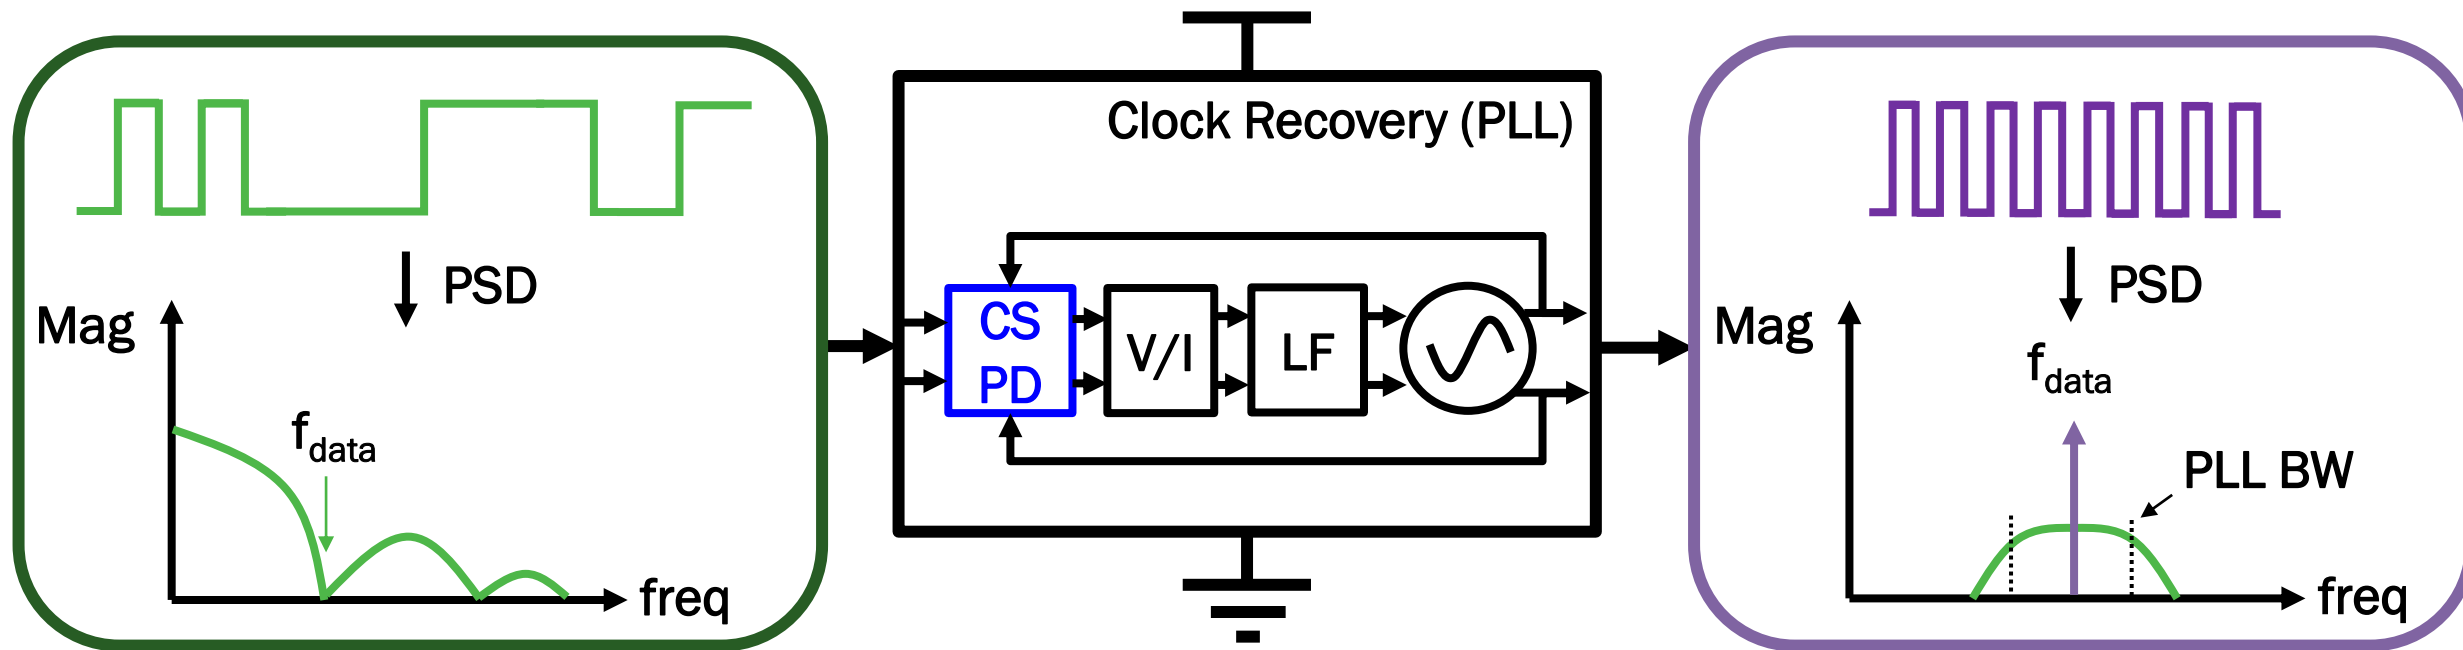 PSD
Mag
f data
freq
Clock Recovery (PLL)
CS
PD
V/I
LF
PSD
Mag
f data
PLL BW
freq